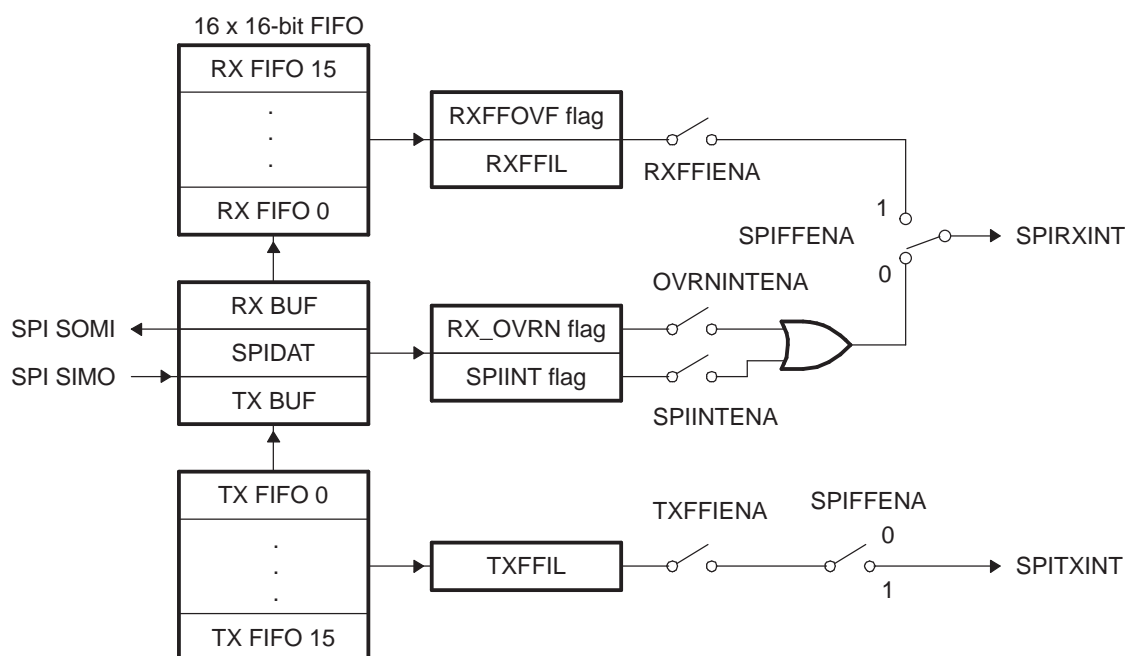 16 x 16-bit FIFO
RX FIFO 15
.
.
.
RX FIFO 0
RXFFOVF flag
RXFFIL
RXFFIENA
1
SPIFFENA
0
SPIRXINT
RX BUF
SPIDAT
TX BUF
SPI SOMI
SPI SIMO
RX_OVRN flag
SPIINT flag
OVRNINTENA
SPIINTENA
TX FIFO 0
.
.
.
TX FIFO 15
TXFFIL
TXFFIENA
SPIFFENA
0
1
SPITXINT